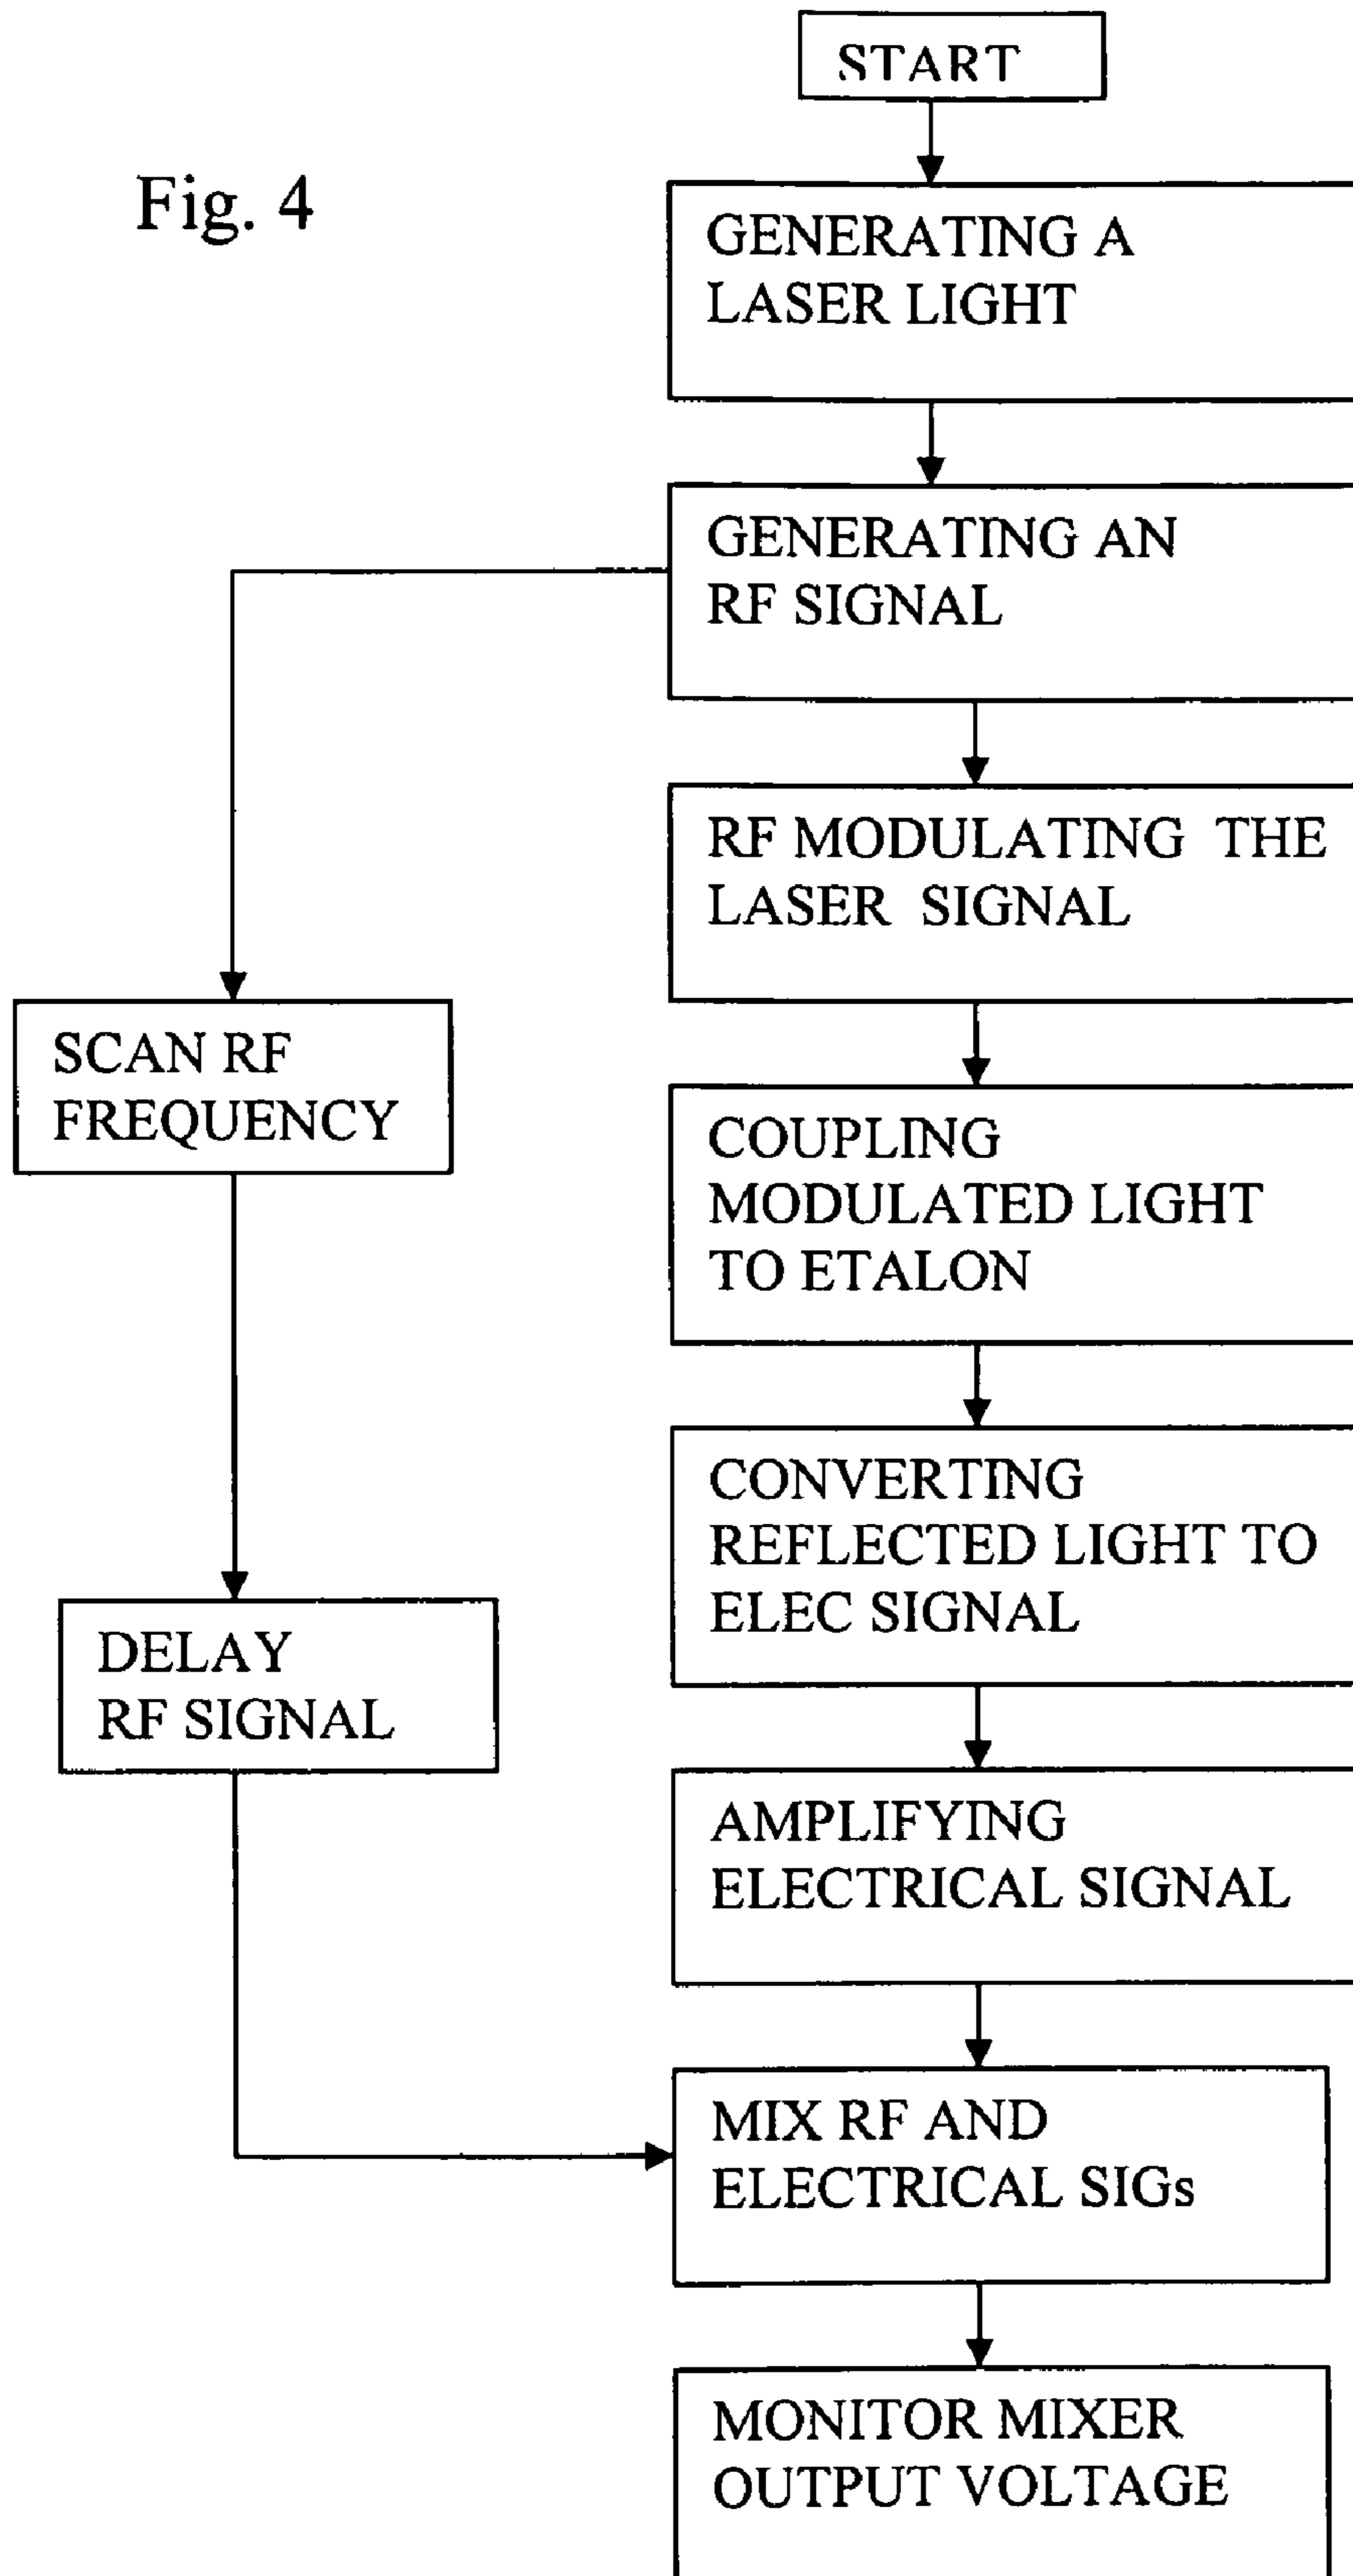 START
Fig. 4
GENERATING A
LASER LIGHT
GENERATING AN
RF SIGNAL
RF MODULATING THE
LASER SIGNAL
SCAN RF
FREQUENCY
COUPLING
MODULATED LIGHT
TO ETALON
CONVERTING
REFLECTED LIGHT TO
ELEC SIGNAL
DELAY
RF SIGNAL
AMPLIFYING
ELECTRICAL SIGNAL
MIX RF AND
ELECTRICAL SIGs
MONITOR MIXER
OUTPUT VOLTAGE